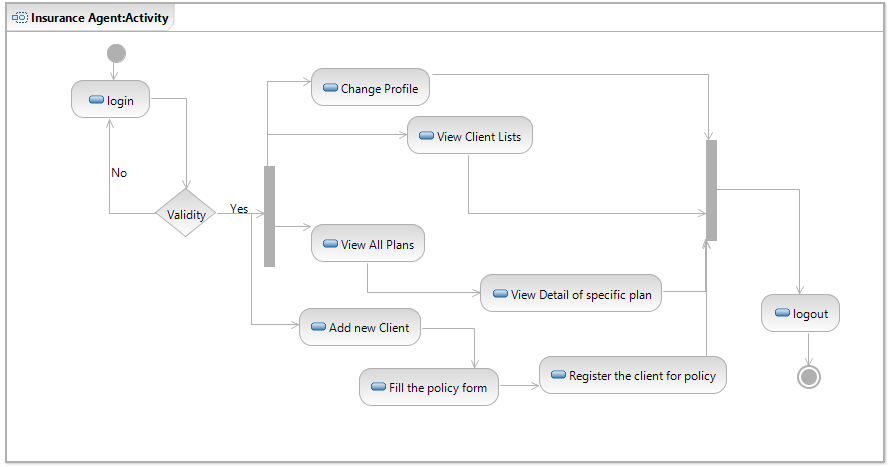 Insurance Agent:Activity
Change Profile
login
View Client Lists
No
Yes
Validity
View All Plans
View Detail of specific plan
logout
Add new Client
Register the client for policy
Fill the policy form